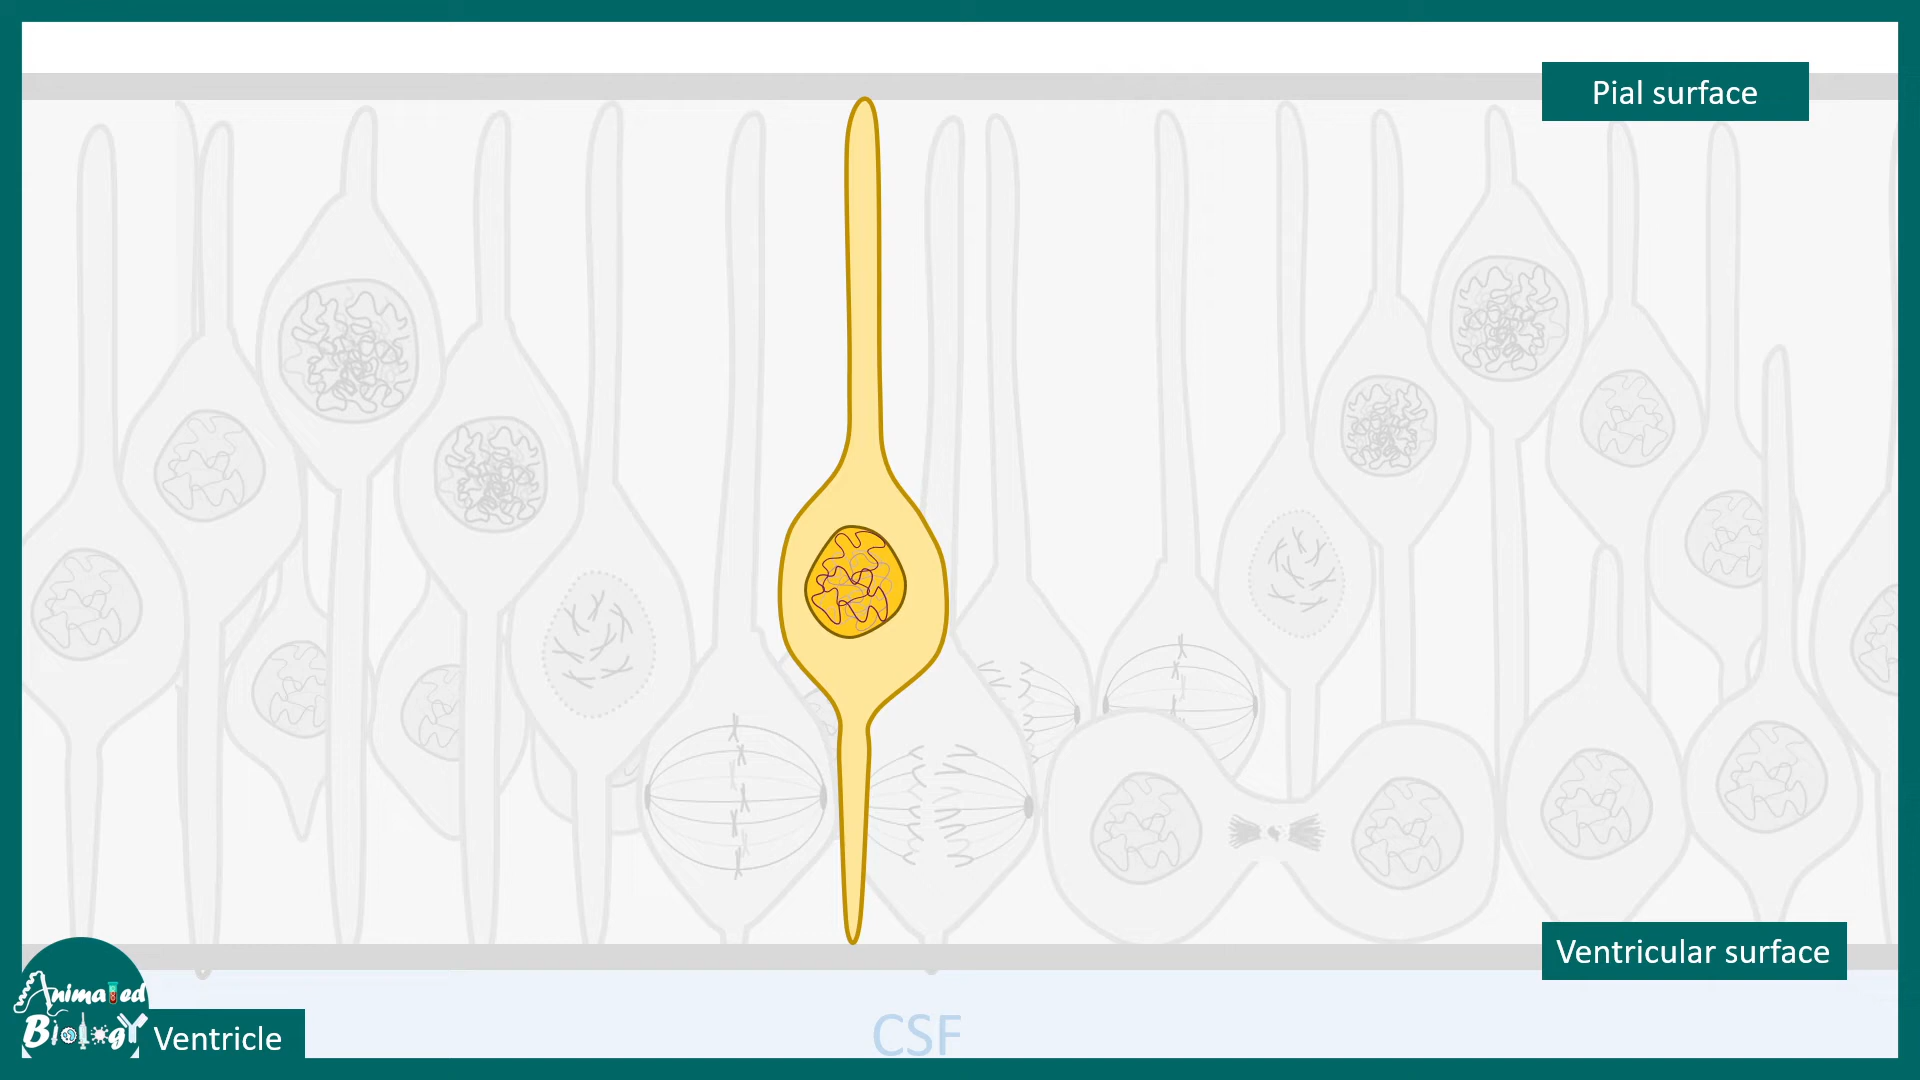 Pial surface
Ventricular surface
Animated
Biology
Ventricle
CSF